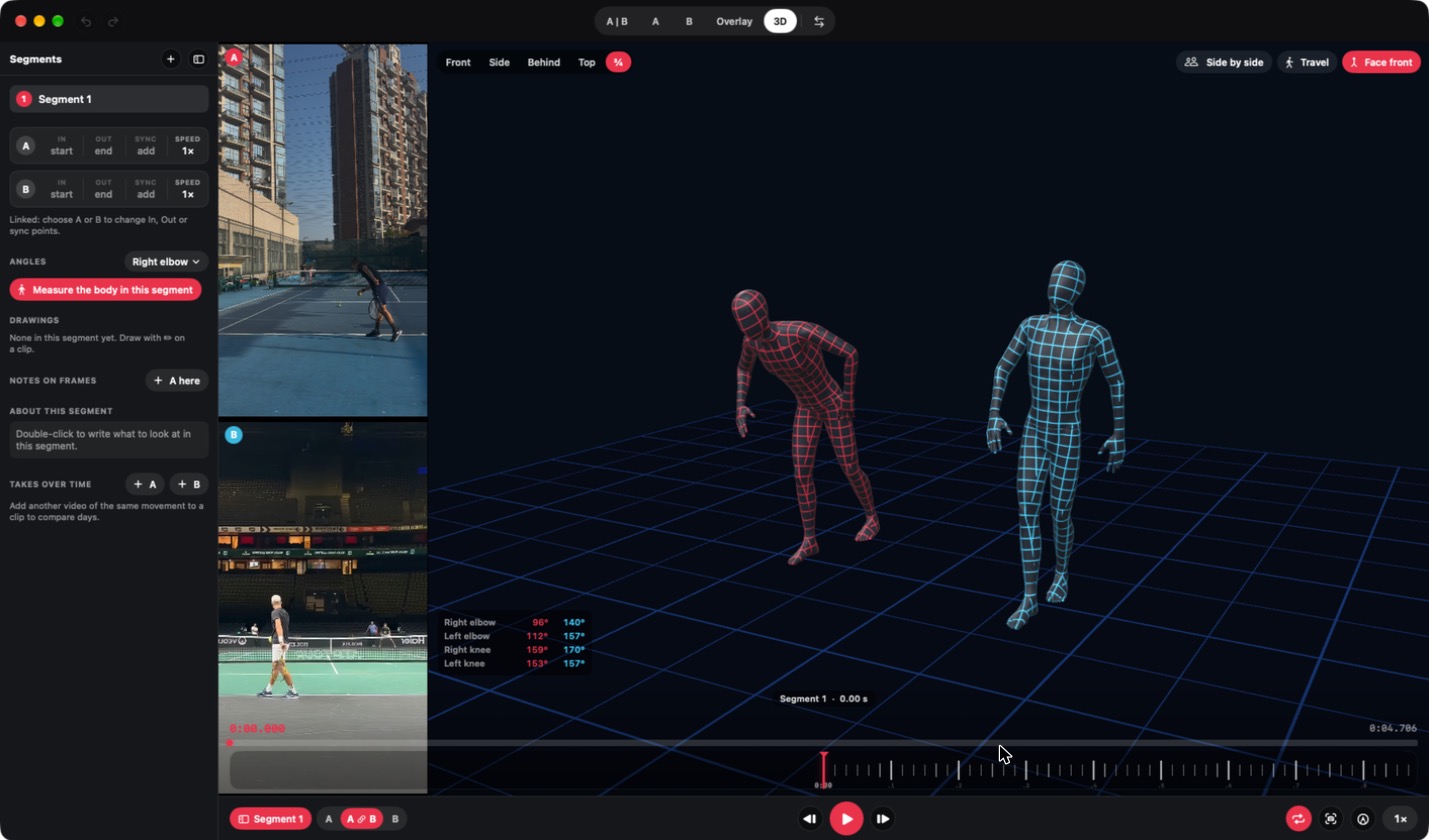 A | B
A
B
Overlay
3D
Segments
1
Segment 1
A
IN
start
OUT
end
SYNC
add
SPEED
1×
B
IN
start
OUT
end
SYNC
add
SPEED
1×
Linked: choose A or B to change In, Out or
sync points.
ANGLES
Right elbow
Measure the body in this segment
DRAWINGS
None in this segment yet. Draw with ✏ on
a clip.
NOTES ON FRAMES
+ A here
ABOUT THIS SEGMENT
Double-click to write what to look at in
this segment.
TAKES OVER TIME
+ A
+ B
Add another video of the same movement to a
clip to compare days.
A
B
Front
Side
Behind
Top
¾
Side by side
Travel
Face front
Right elbow 96° 140°
Left elbow 112° 157°
Right knee 159° 170°
Left knee 153° 157°
Segment 1 · 0.00 s
0:00.000
0:04.706
0:00
Segment 1
A
A B
B
1×